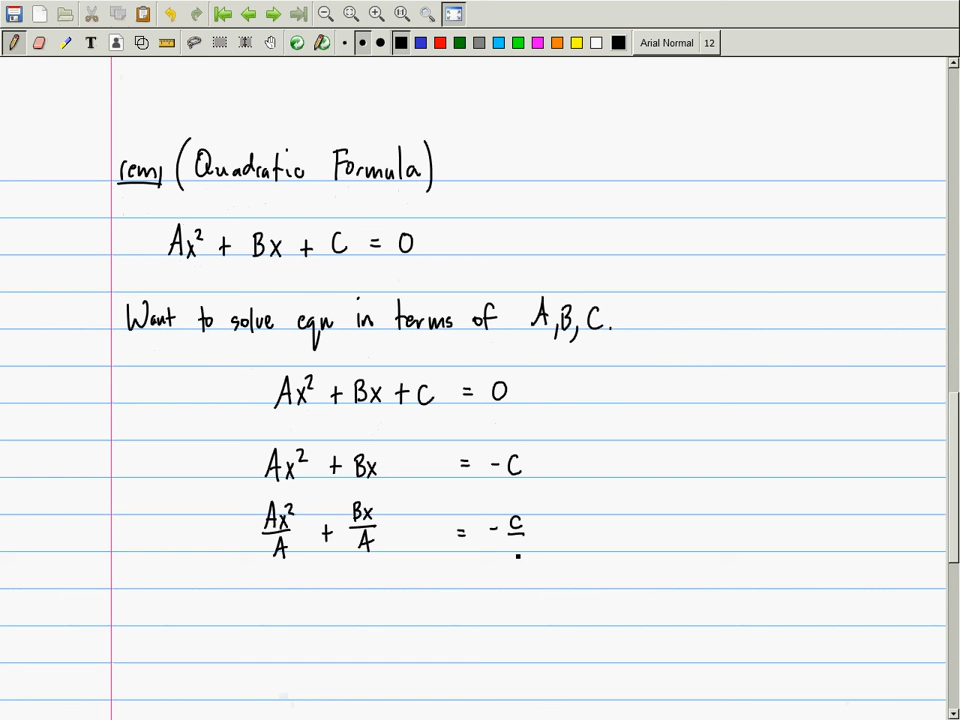 Arial Normal 12
rem) (Quadratic Formula)
Ax² + Bx + C = 0
Want to solve eqn in terms of A, B, C.
Ax² + Bx + C = 0
Ax² + Bx = - C
Ax²/A + Bx/A = - C/